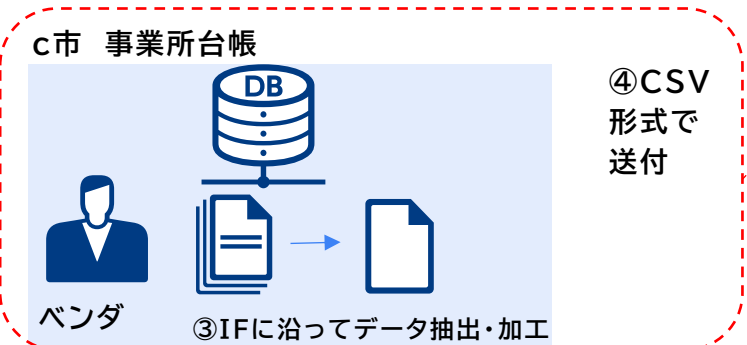 c市 事業所台帳
DB
④CSV
形式で
送付
ベンダ
③IFに沿ってデータ抽出・加工